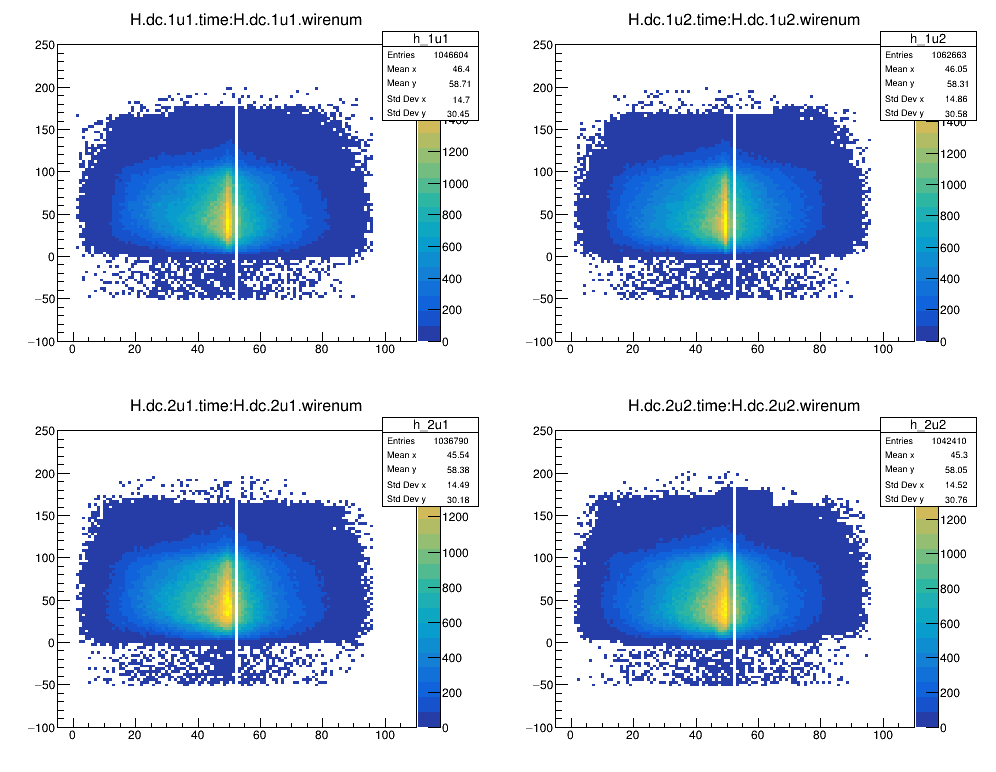 H.dc.1u1.time:H.dc.1u1.wirenum
h_1u1
Entries 1046604
Mean x 46.4
Mean y 58.71
Std Dev x 14.7
Std Dev y 30.45
250
200
150
100
50
0
−50
−100
0 20 40 60 80 100
1400
1200
1000
800
600
400
200
0
H.dc.1u2.time:H.dc.1u2.wirenum
h_1u2
Entries 1062663
Mean x 46.05
Mean y 58.31
Std Dev x 14.86
Std Dev y 30.58
250
200
150
100
50
0
−50
−100
0 20 40 60 80 100
1400
1200
1000
800
600
400
200
0
H.dc.2u1.time:H.dc.2u1.wirenum
h_2u1
Entries 1036790
Mean x 45.54
Mean y 58.38
Std Dev x 14.49
Std Dev y 30.18
250
200
150
100
50
0
−50
−100
0 20 40 60 80 100
1200
1000
800
600
400
200
0
H.dc.2u2.time:H.dc.2u2.wirenum
h_2u2
Entries 1042410
Mean x 45.3
Mean y 58.05
Std Dev x 14.52
Std Dev y 30.76
250
200
150
100
50
0
−50
−100
0 20 40 60 80 100
1200
1000
800
600
400
200
0